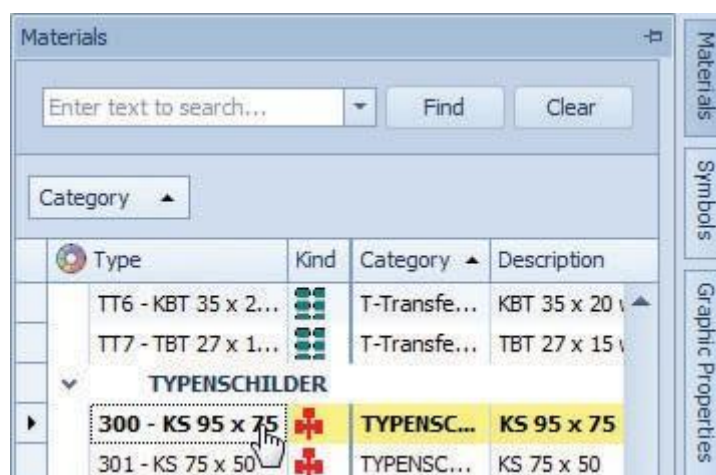 Materials
Enter text to search... Find Clear
Category
Type Kind Category Description
TT6 - KBT 35 x 2... T-Transfe... KBT 35 x 20
TT7 - TBT 27 x 1... T-Transfe... TBT 27 x 15
TYPENSCHILDER
300 - KS 95 x 75 TYPENSC... KS 95 x 75
301 - KS 75 x 50 TYPENSC... KS 75 x 50
Materials
Symbols
Graphic Properties